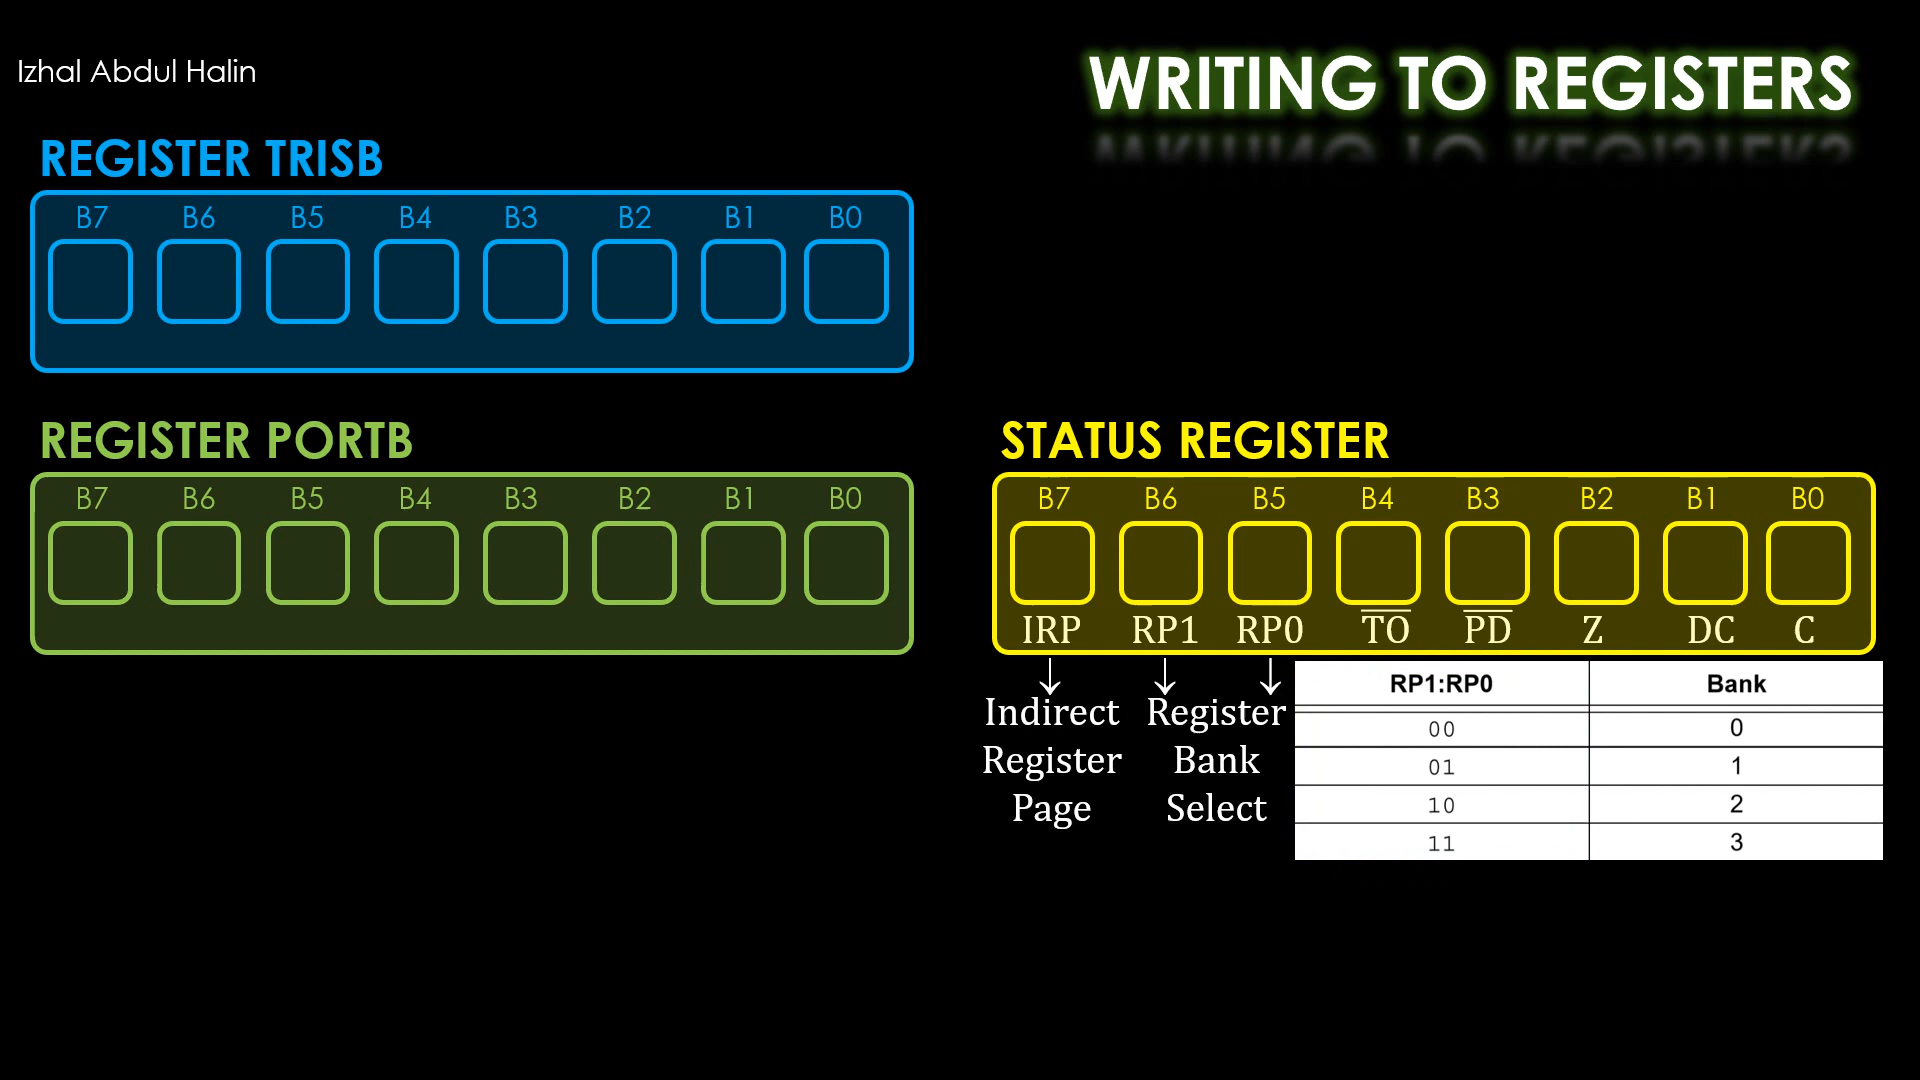 Izhal Abdul Halin
WRITING TO REGISTERS
REGISTER TRISB
B7 B6 B5 B4 B3 B2 B1 B0
REGISTER PORTB
B7 B6 B5 B4 B3 B2 B1 B0
STATUS REGISTER
B7 B6 B5 B4 B3 B2 B1 B0
IRP RP1 RP0 T̅O̅ P̅D̅ Z DC C
Indirect
Register
Page
Register
Bank
Select
RP1:RP0 Bank
00 0
01 1
10 2
11 3